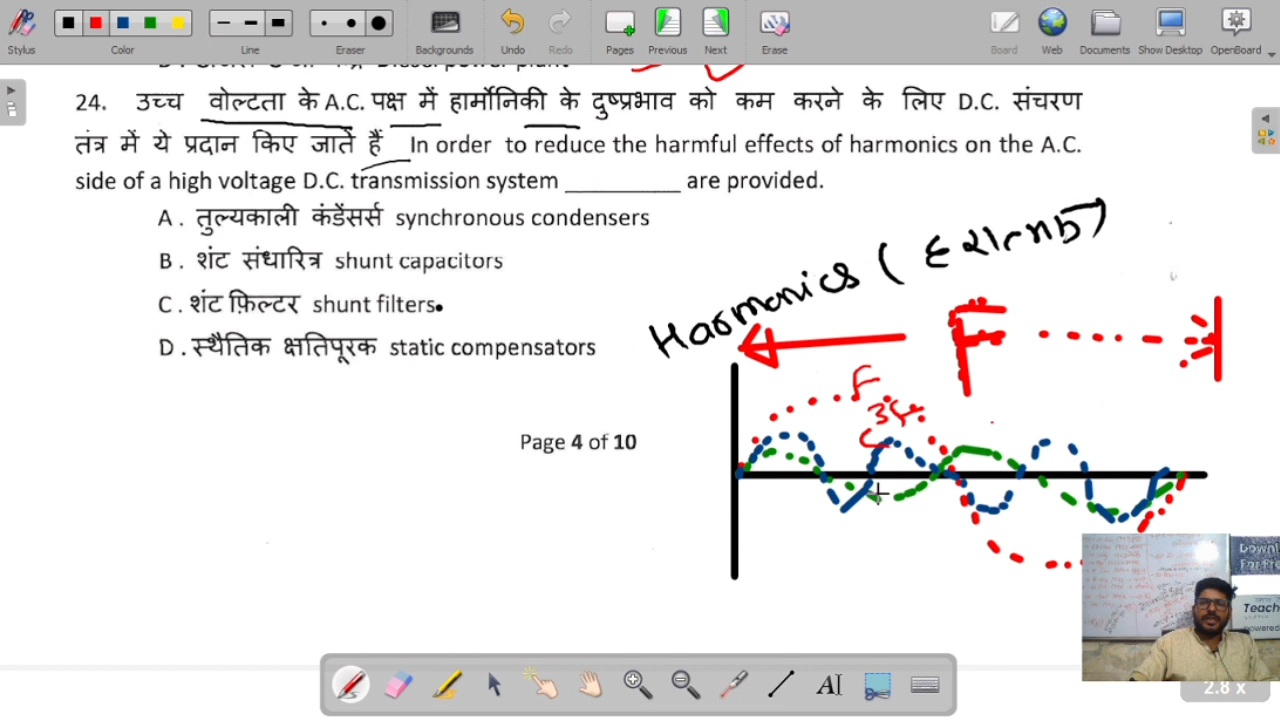 Stylus
Color
Line
Eraser
Backgrounds
Undo
Redo
Pages
Previous
Next
Erase
Board
Web
Documents
Show Desktop
OpenBoard
24. उच्च वोल्टता के A.C. पक्ष में हार्मोनिकी के दुष्प्रभाव को कम करने के लिए D.C. संचरण
तंत्र में ये प्रदान किए जाते हैं In order to reduce the harmful effects of harmonics on the A.C.
side of a high voltage D.C. transmission system __________ are provided.
A. तुल्यकाली कंडेंसर्स synchronous condensers
B. शंट संधारित्र shunt capacitors
C. शंट फ़िल्टर shunt filters
D. स्थैतिक क्षतिपूरक static compensators
Harmonics (
F
3f
Page 4 of 10
Teach
powered
2.8 x